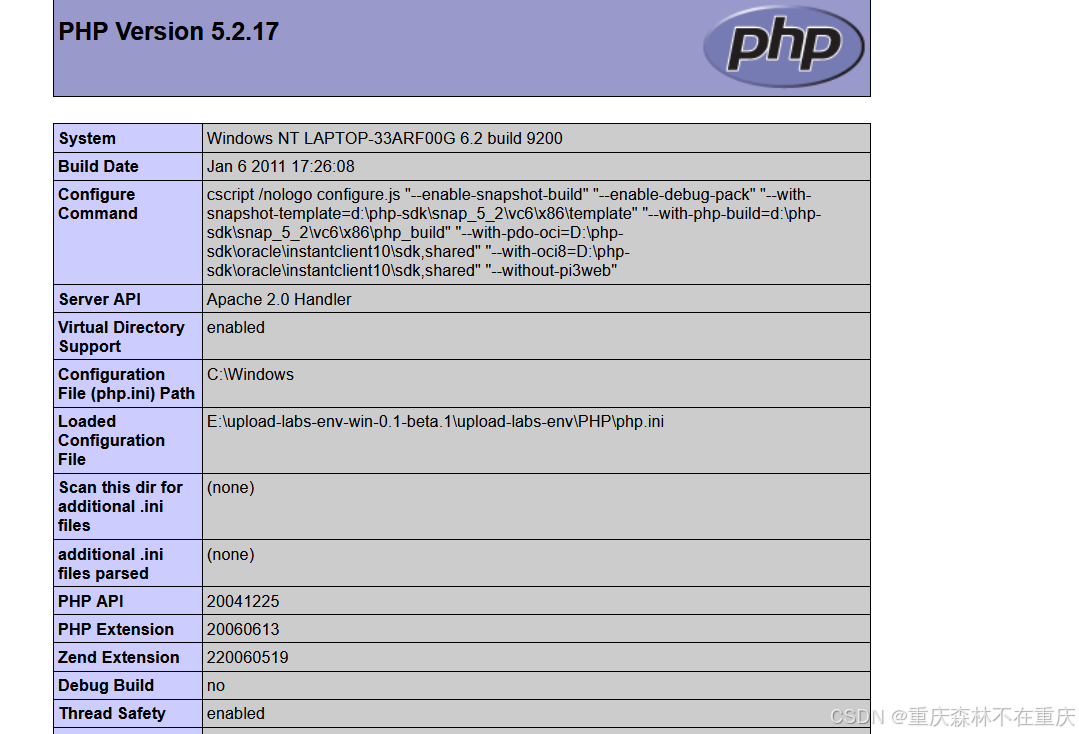 PHP Version 5.2.17
php
System Windows NT LAPTOP-33ARF00G 6.2 build 9200
Build Date Jan 6 2011 17:26:08
Configure cscript /nologo configure.js "--enable-snapshot-build" "--enable-debug-pack" "--with-
Command snapshot-template=d:\php-sdk\snap_5_2\vc6\x86\template" "--with-php-build=d:\php-
sdk\snap_5_2\vc6\x86\php_build" "--with-pdo-oci=D:\php-
sdk\oracle\instantclient10\sdk,shared" "--with-oci8=D:\php-
sdk\oracle\instantclient10\sdk,shared" "--without-pi3web"
Server API Apache 2.0 Handler
Virtual Directory enabled
Support
Configuration C:\Windows
File (php.ini) Path
Loaded E:\upload-labs-env-win-0.1-beta.1\upload-labs-env\PHP\php.ini
Configuration
File
Scan this dir for (none)
additional .ini
files
additional .ini (none)
files parsed
PHP API 20041225
PHP Extension 20060613
Zend Extension 220060519
Debug Build no
Thread Safety enabled
CSDN @重庆森林不在重庆